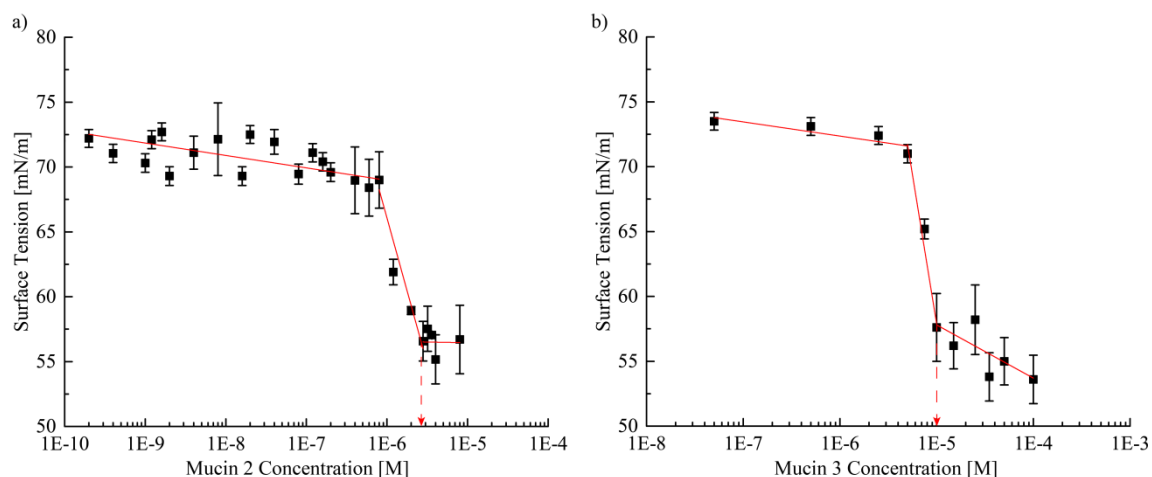 a)
80
75
70
65
60
55
50
Surface Tension [mN/m]
1E-10 1E-9 1E-8 1E-7 1E-6 1E-5 1E-4
Mucin 2 Concentration [M]
b)
80
75
70
65
60
55
50
Surface Tension [mN/m]
1E-8 1E-7 1E-6 1E-5 1E-4 1E-3
Mucin 3 Concentration [M]